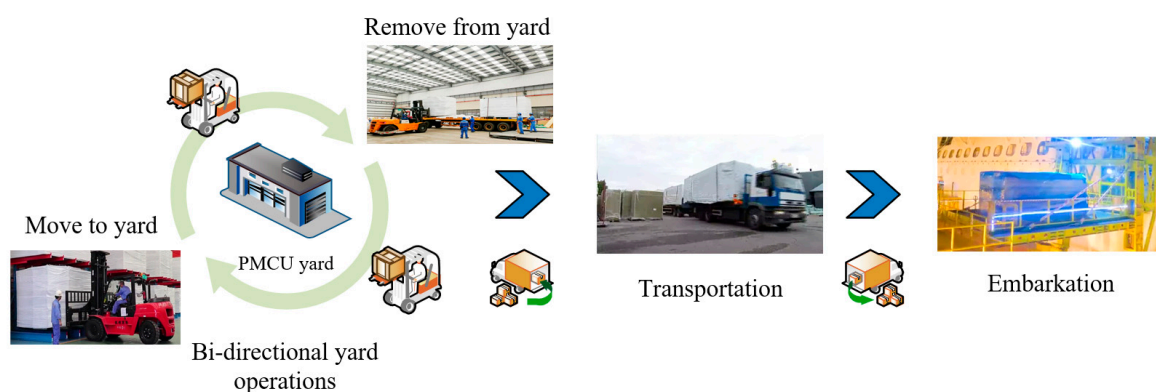 Remove from yard
Move to yard
PMCU yard
Bi-directional yard
operations
Transportation
Embarkation